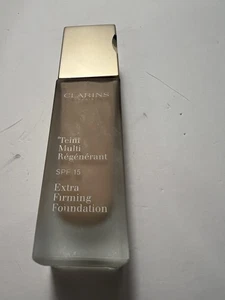 CLARINS
Teint
Multi
Régénérant
SPF 15
Extra
Firming
Foundation